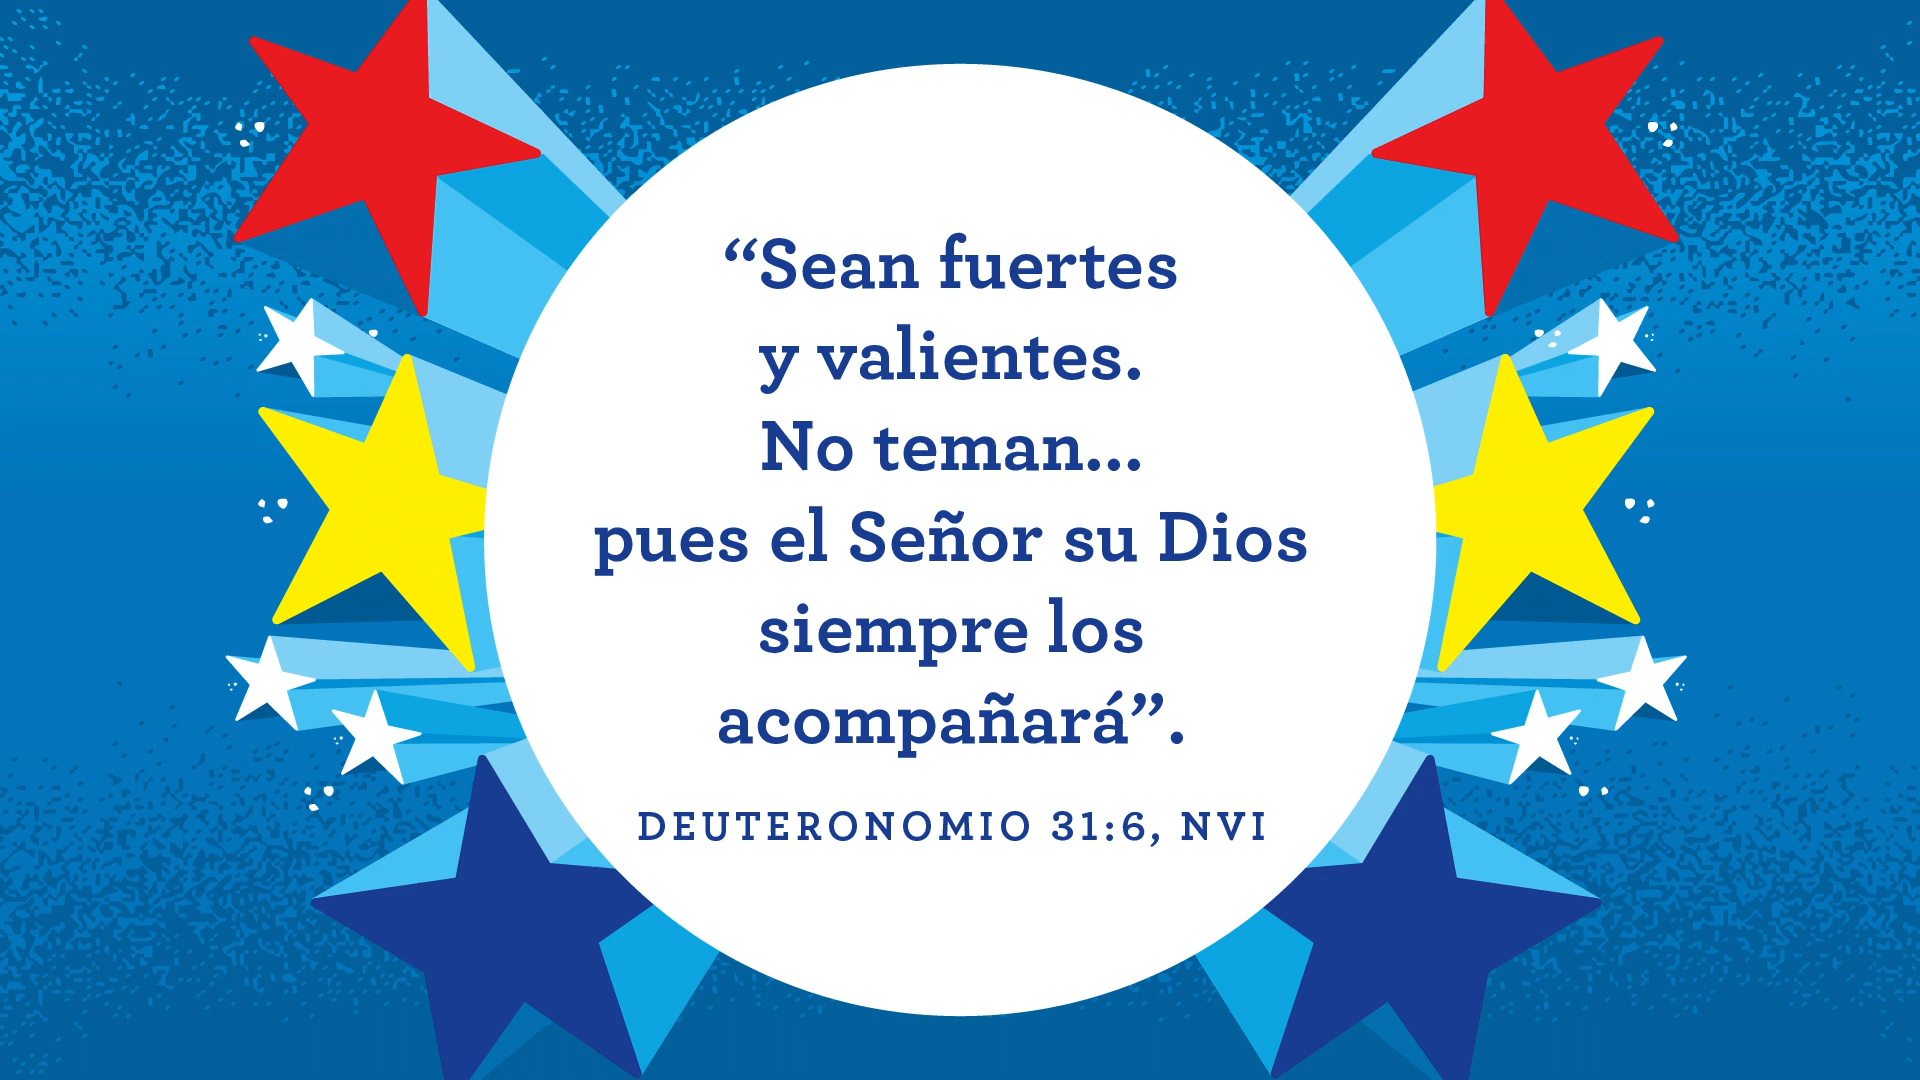 “Sean fuertes
y valientes.
No teman...
pues el Señor su Dios
siempre los
acompañará”.
DEUTERONOMIO 31:6, NVI